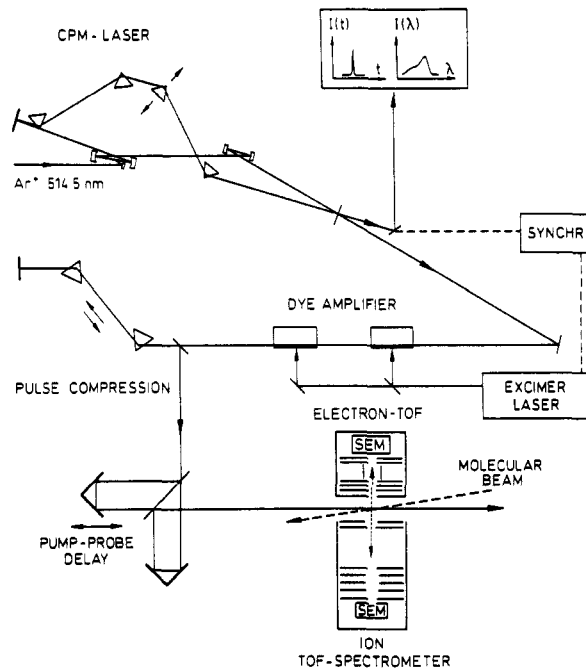 CPM-LASER
I(t)
I(λ)
t
λ
Ar⁺ 514.5 nm
SYNCHR
DYE AMPLIFIER
PULSE COMPRESSION
EXCIMER
LASER
ELECTRON-TOF
SEM
MOLECULAR
BEAM
PUMP-PROBE
DELAY
SEM
ION
TOF-SPECTROMETER